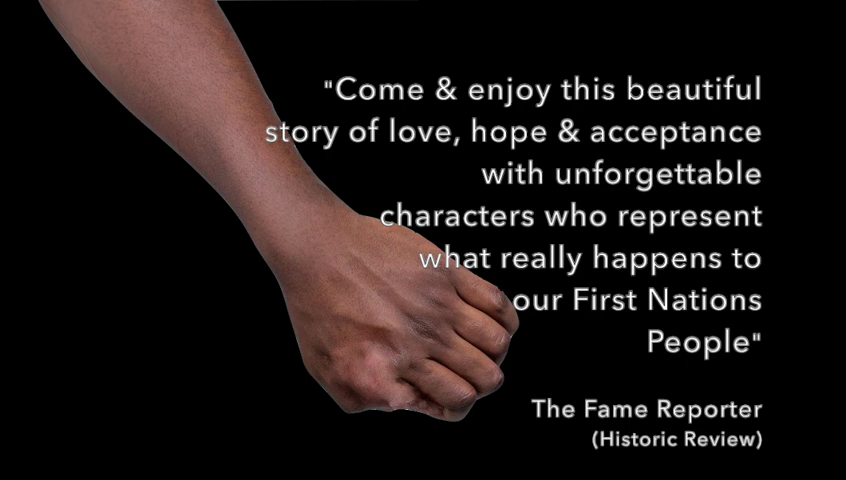 "Come & enjoy this beautiful
story of love, hope & acceptance
with unforgettable
characters who represent
what really happens to
our First Nations
People"
The Fame Reporter
(Historic Review)